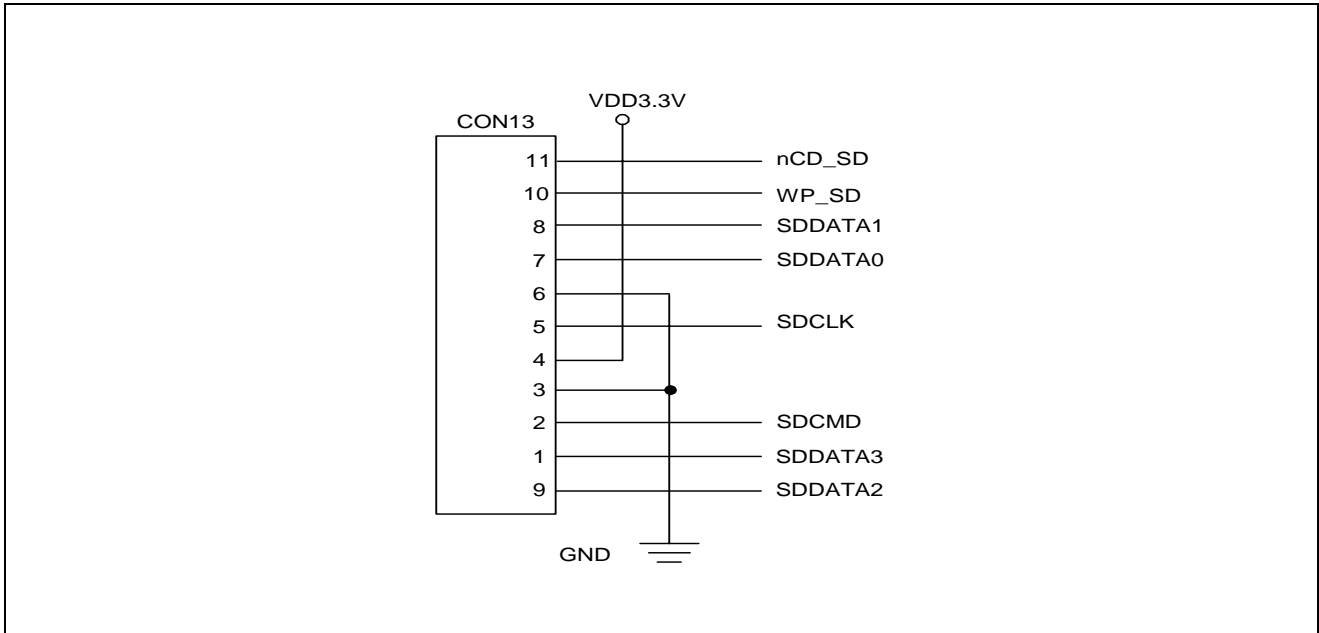 VDD3.3V
CON13
11 nCD_SD
10 WP_SD
8 SDDATA1
7 SDDATA0
6
5 SDCLK
4
3
2 SDCMD
1 SDDATA3
9 SDDATA2
GND